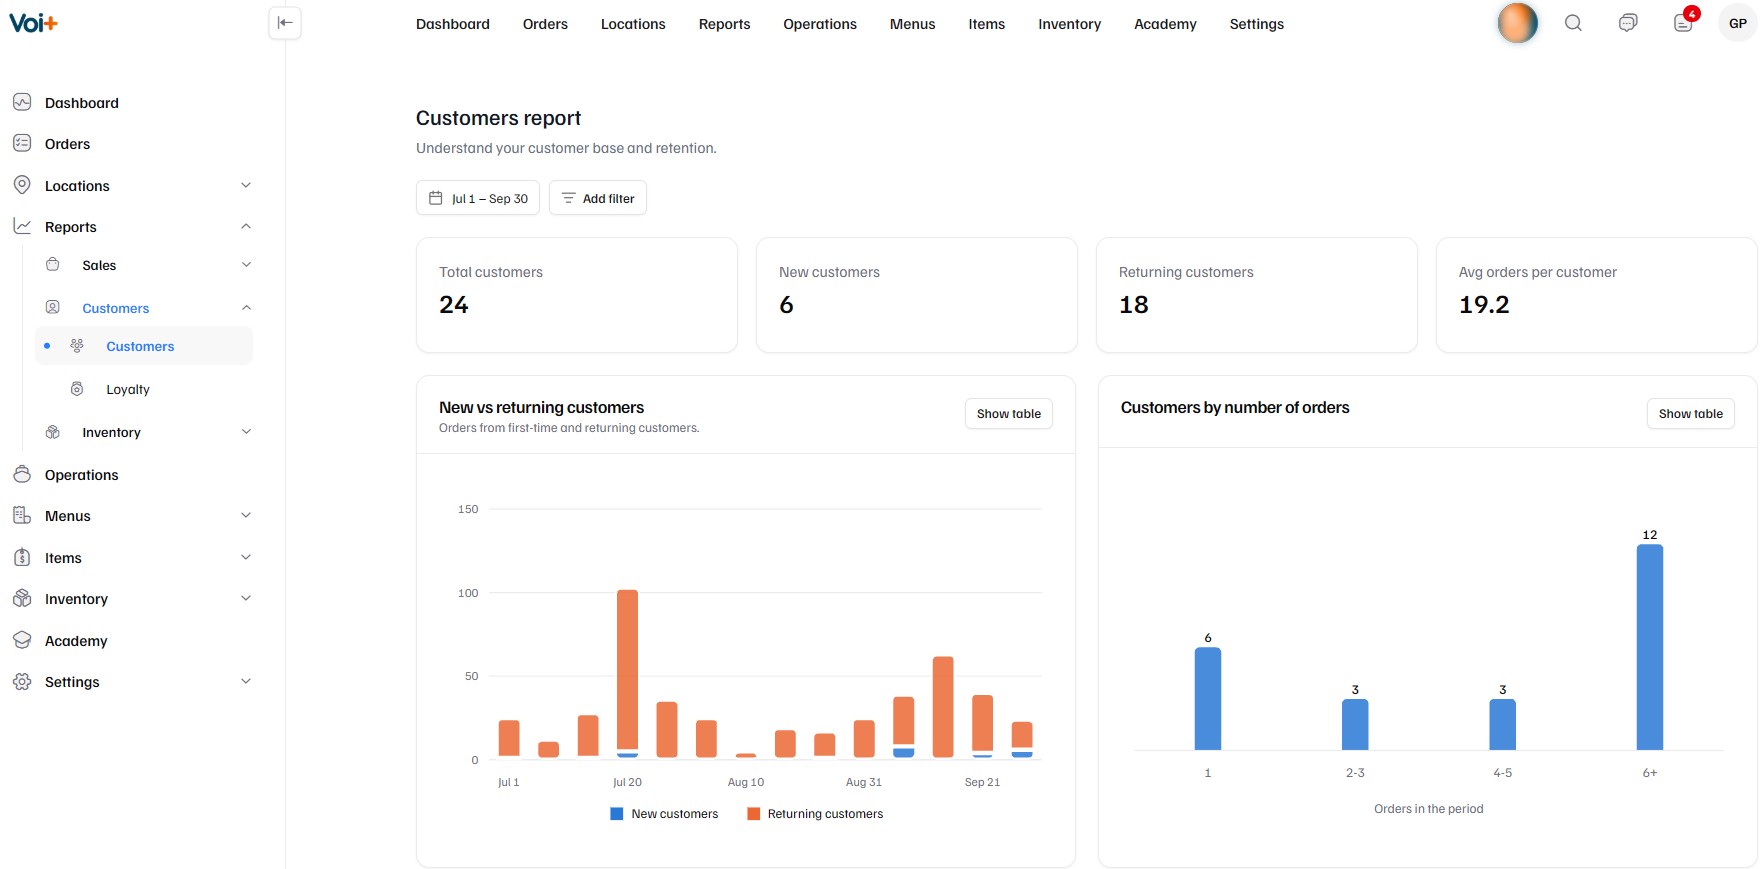 Voi+
Dashboard Orders Locations Reports Operations Menus Items Inventory Academy Settings
4
GP
Dashboard
Orders
Locations
Reports
Sales
Customers
Customers
Loyalty
Inventory
Operations
Menus
Items
Inventory
Academy
Settings
Customers report
Understand your customer base and retention.
Jul 1 – Sep 30
Add filter
Total customers
24
New customers
6
Returning customers
18
Avg orders per customer
19.2
New vs returning customers
Orders from first-time and returning customers.
Show table
150
100
50
0
Jul 1 Jul 20 Aug 10 Aug 31 Sep 21
New customers Returning customers
Customers by number of orders
Show table
12
6
3 3
1 2-3 4-5 6+
Orders in the period